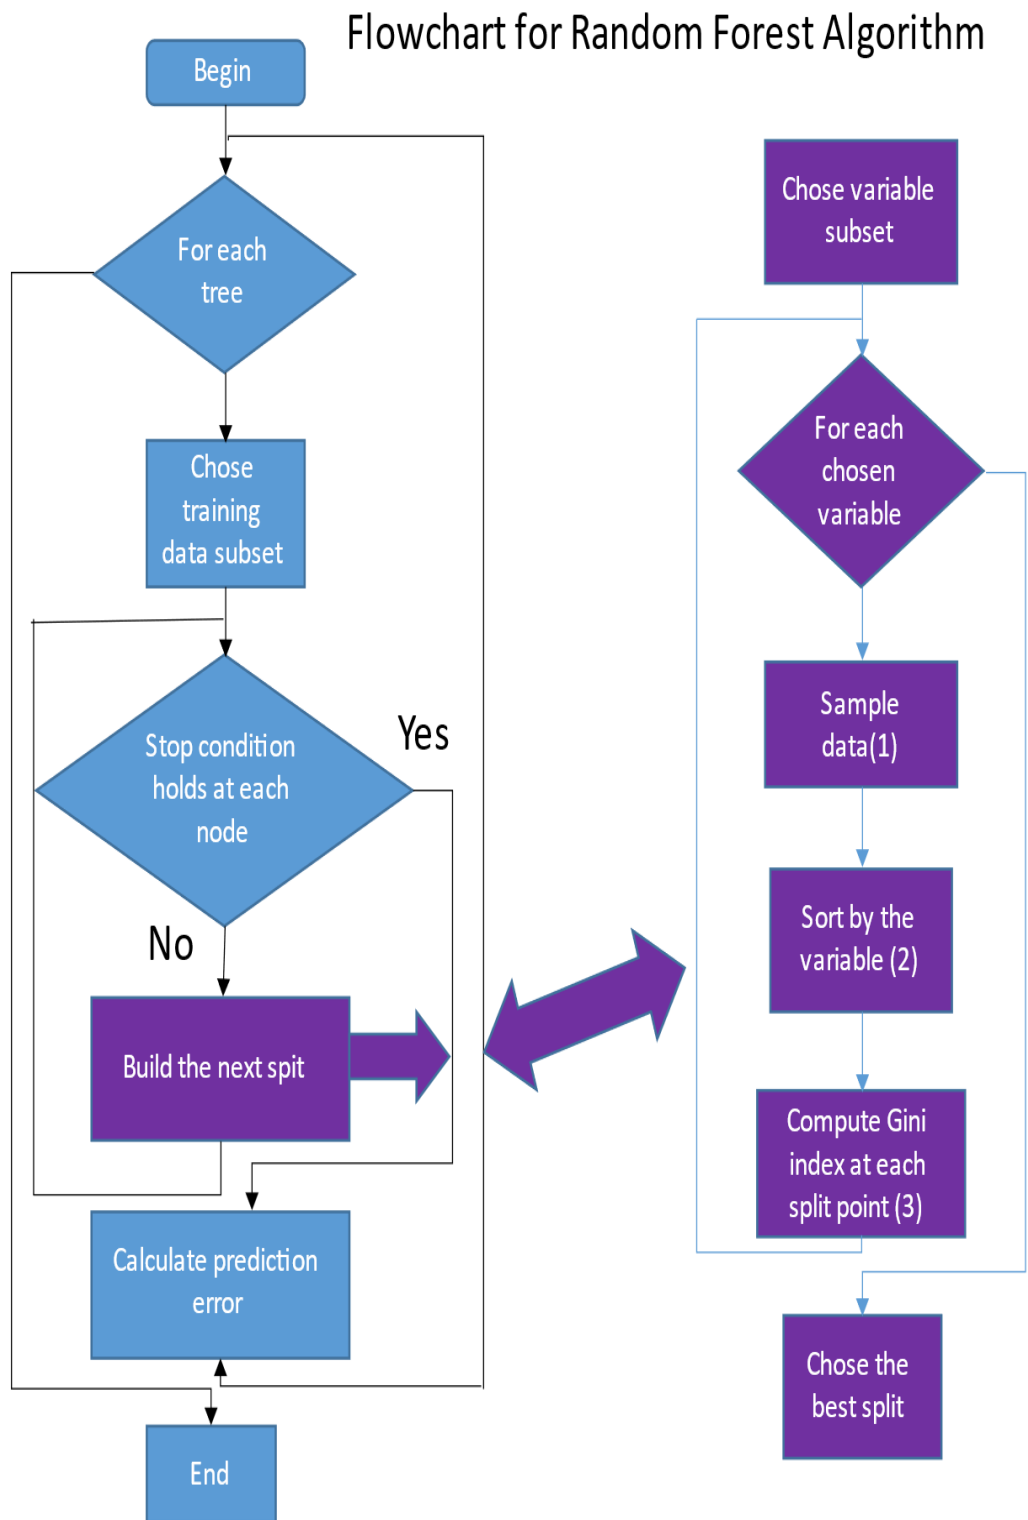 Flowchart for Random Forest Algorithm
Begin
For each
tree
Chose
training
data subset
Stop condition
holds at each
node
Yes
No
Build the next spit
Calculate prediction
error
End
Chose variable
subset
For each
chosen
variable
Sample
data(1)
Sort by the
variable (2)
Compute Gini
index at each
split point (3)
Chose the
best split